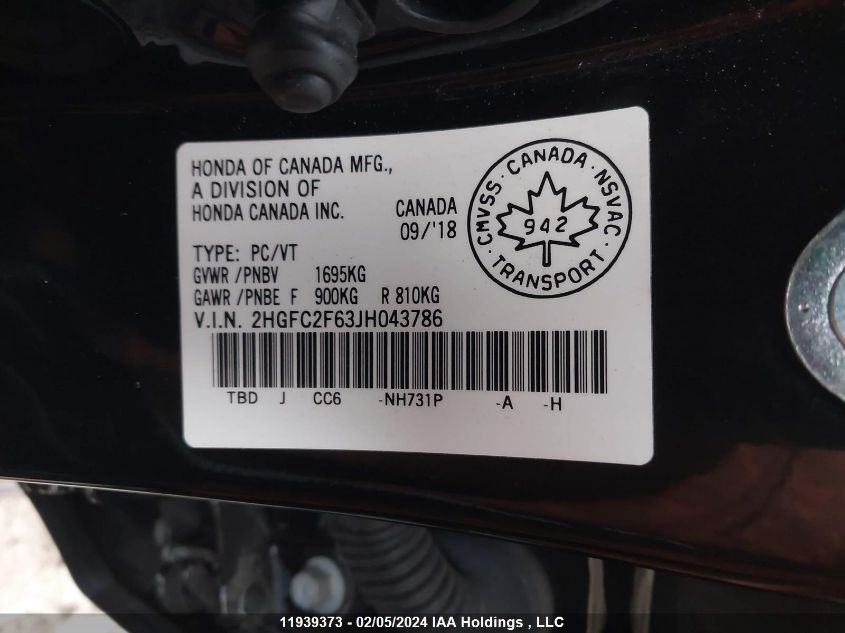 HONDA OF CANADA MFG.,
A DIVISION OF
HONDA CANADA INC.
CANADA
09/'18
TYPE: PC/VT
GVWR /PNBV 1695KG
GAWR /PNBE F 900KG R 810KG
V.I.N. 2HGFC2F63JH043786
TBD J CC6 -NH731P -A -H
CMVSS · CANADA · NSVAC
942
· TRANSPORT ·
11939373 - 02/05/2024 IAA Holdings , LLC